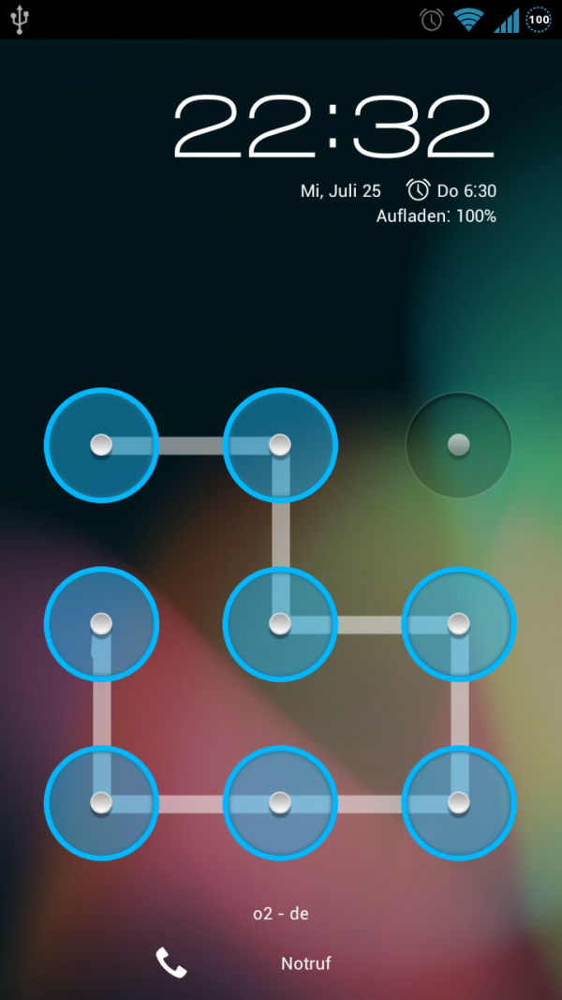 100
22:32
Mi, Juli 25 Do 6:30
Aufladen: 100%
o2 - de
Notruf